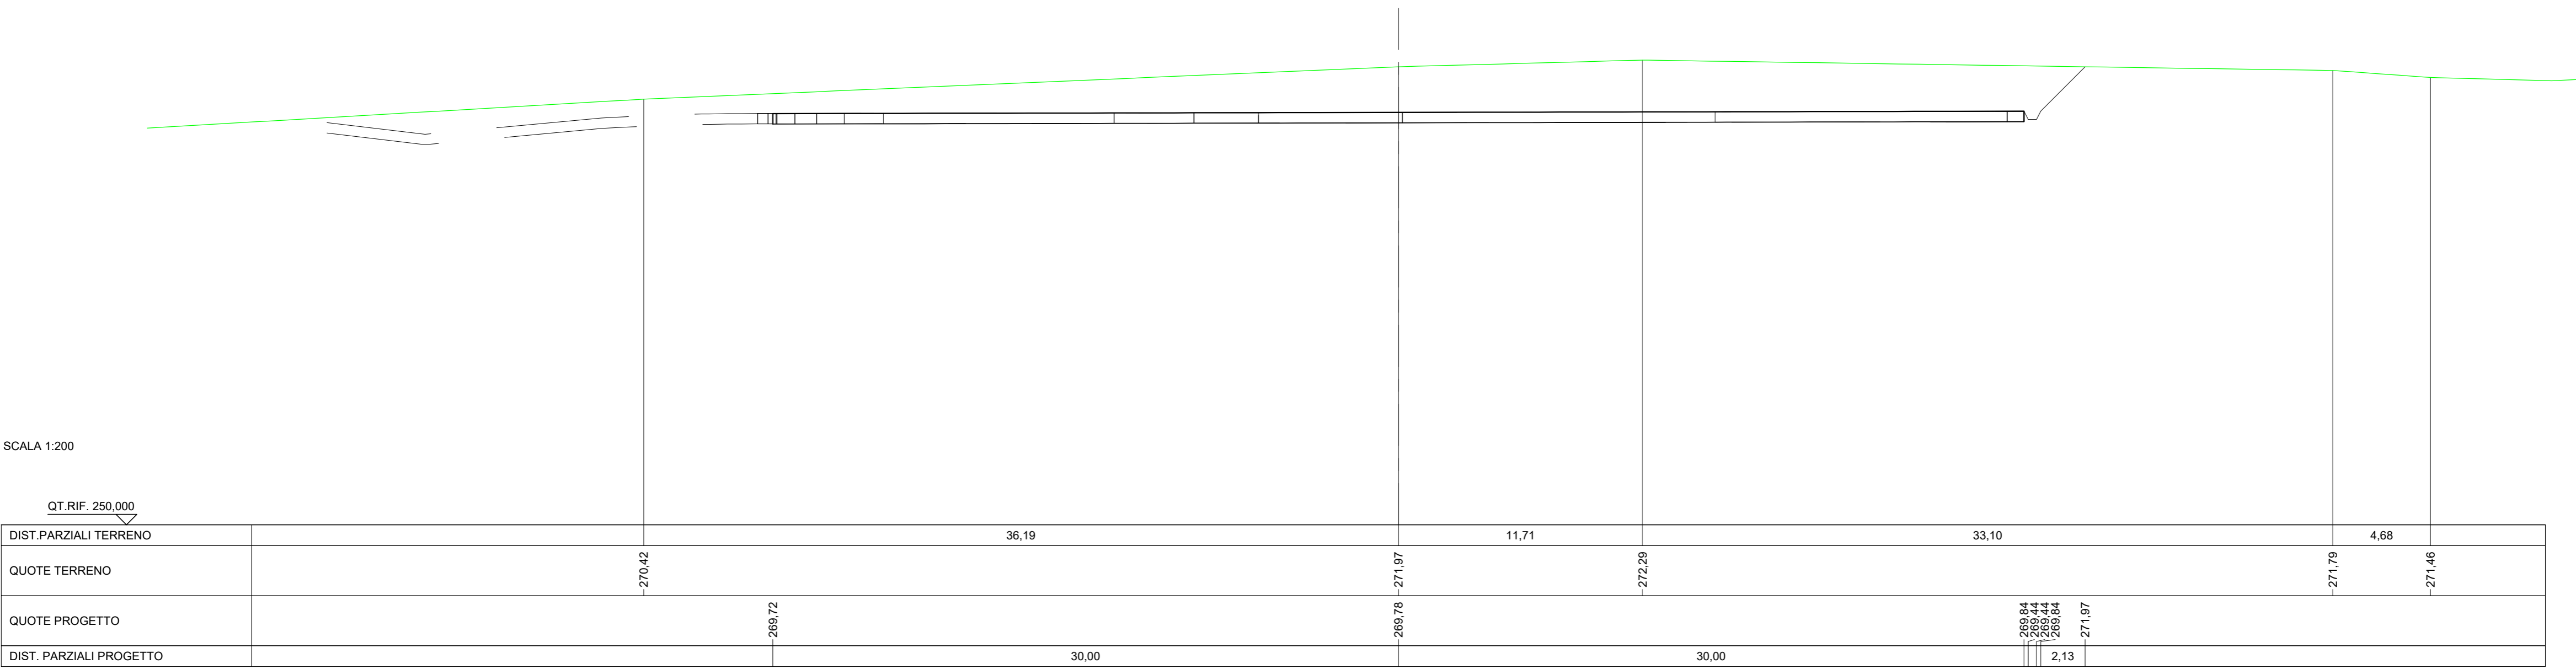 SCALA 1:200
QT.RIF. 250,000
DIST.PARZIALI TERRENO 36,19 11,71 33,10 4,68
QUOTE TERRENO 270,42 271,97 272,29 271,79 271,46
QUOTE PROGETTO 269,72 269,78 269,84 269,44 269,44 269,84 271,97
DIST. PARZIALI PROGETTO 30,00 30,00 2,13